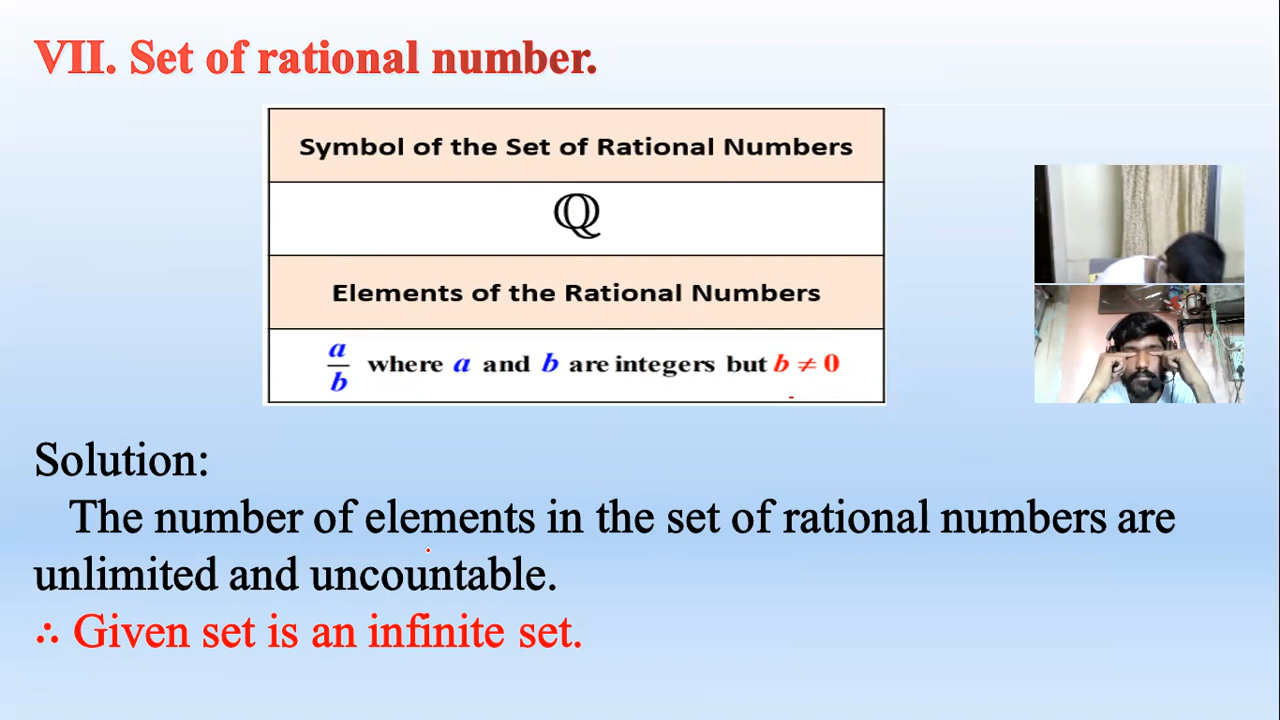 VII. Set of rational number.
Symbol of the Set of Rational Numbers
ℚ
Elements of the Rational Numbers
a/b where a and b are integers but b ≠ 0
Solution:
The number of elements in the set of rational numbers are
unlimited and uncountable.
∴ Given set is an infinite set.